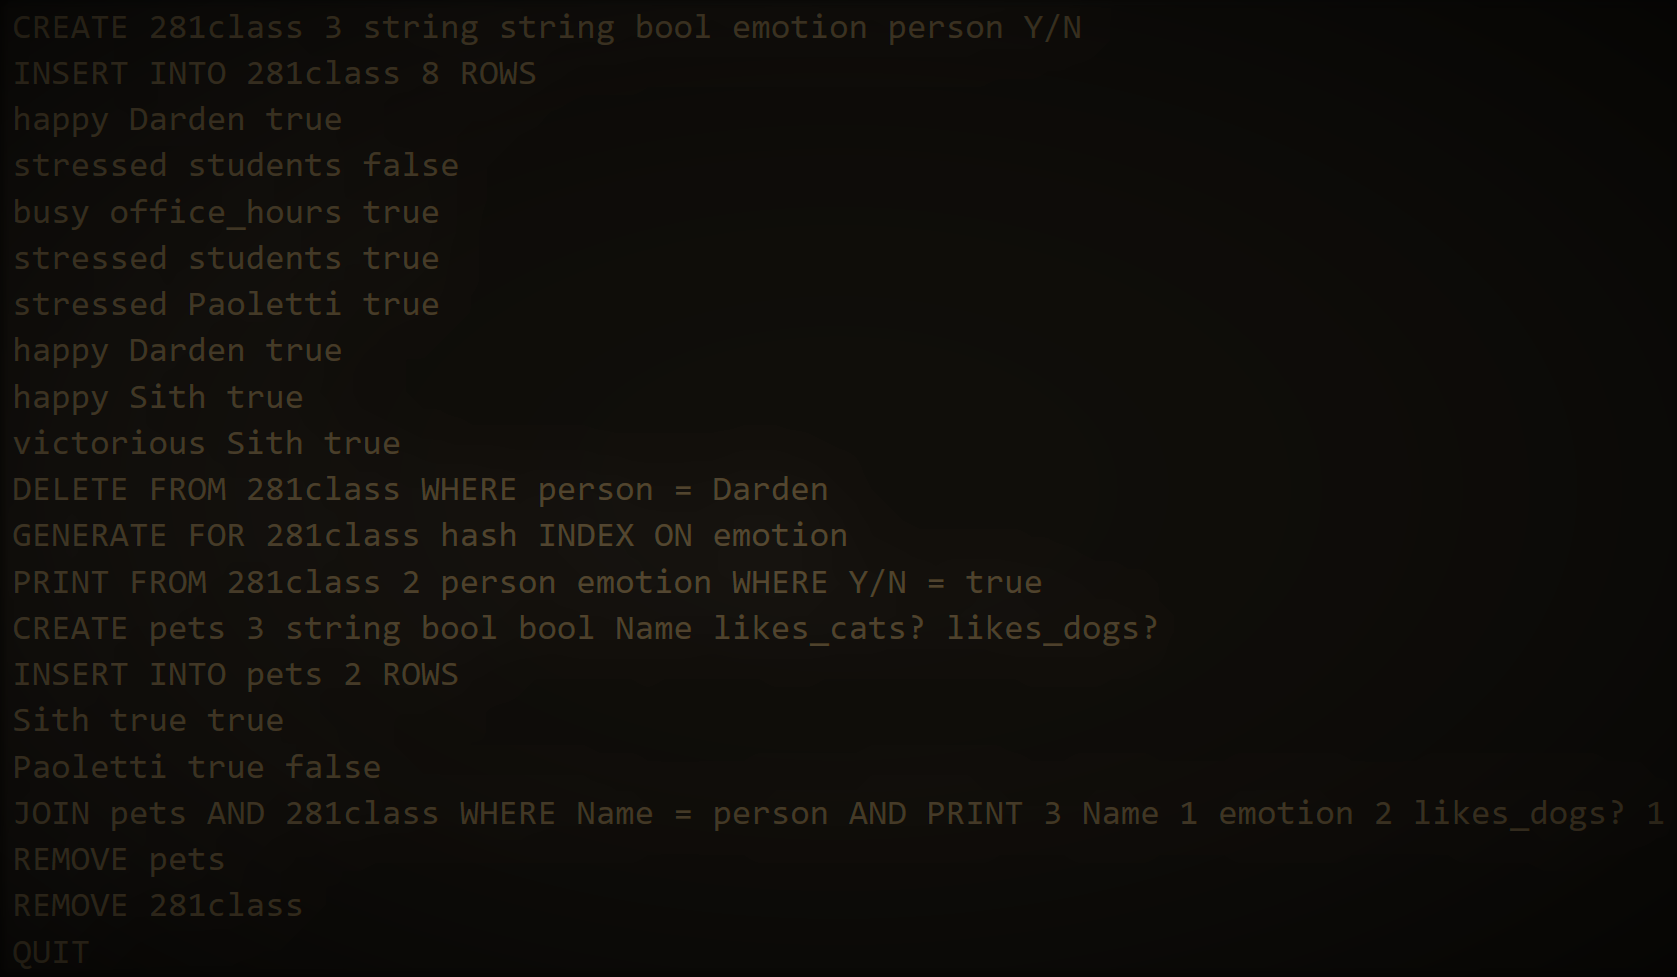 CREATE 281class 3 string string bool emotion person Y/N
INSERT INTO 281class 8 ROWS
happy Darden true
stressed students false
busy office_hours true
stressed students true
stressed Paoletti true
happy Darden true
happy Sith true
victorious Sith true
DELETE FROM 281class WHERE person = Darden
GENERATE FOR 281class hash INDEX ON emotion
PRINT FROM 281class 2 person emotion WHERE Y/N = true
CREATE pets 3 string bool bool Name likes_cats? likes_dogs?
INSERT INTO pets 2 ROWS
Sith true true
Paoletti true false
JOIN pets AND 281class WHERE Name = person AND PRINT 3 Name 1 emotion 2 likes_dogs? 1
REMOVE pets
REMOVE 281class
QUIT